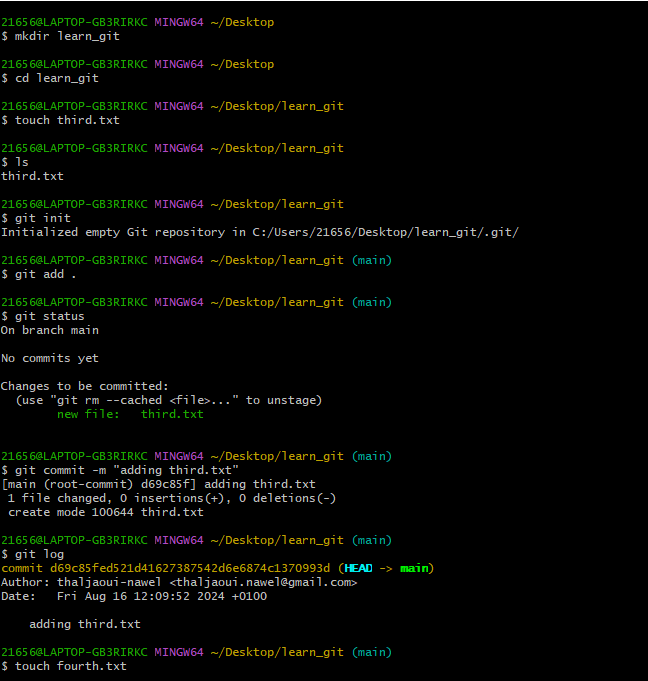 21656@LAPTOP-GB3RIRKC MINGW64 ~/Desktop
$ mkdir learn_git
21656@LAPTOP-GB3RIRKC MINGW64 ~/Desktop
$ cd learn_git
21656@LAPTOP-GB3RIRKC MINGW64 ~/Desktop/learn_git
$ touch third.txt
21656@LAPTOP-GB3RIRKC MINGW64 ~/Desktop/learn_git
$ ls
third.txt
21656@LAPTOP-GB3RIRKC MINGW64 ~/Desktop/learn_git
$ git init
Initialized empty Git repository in C:/Users/21656/Desktop/learn_git/.git/
21656@LAPTOP-GB3RIRKC MINGW64 ~/Desktop/learn_git (main)
$ git add .
21656@LAPTOP-GB3RIRKC MINGW64 ~/Desktop/learn_git (main)
$ git status
On branch main
No commits yet
Changes to be committed:
  (use "git rm --cached <file>..." to unstage)
        new file:   third.txt
21656@LAPTOP-GB3RIRKC MINGW64 ~/Desktop/learn_git (main)
$ git commit -m "adding third.txt"
[main (root-commit) d69c85f] adding third.txt
 1 file changed, 0 insertions(+), 0 deletions(-)
 create mode 100644 third.txt
21656@LAPTOP-GB3RIRKC MINGW64 ~/Desktop/learn_git (main)
$ git log
commit d69c85fed521d41627387542d6e6874c1370993d (HEAD -> main)
Author: thaljaoui-nawel <thaljaoui.nawel@gmail.com>
Date:   Fri Aug 16 12:09:52 2024 +0100
    adding third.txt
21656@LAPTOP-GB3RIRKC MINGW64 ~/Desktop/learn_git (main)
$ touch fourth.txt